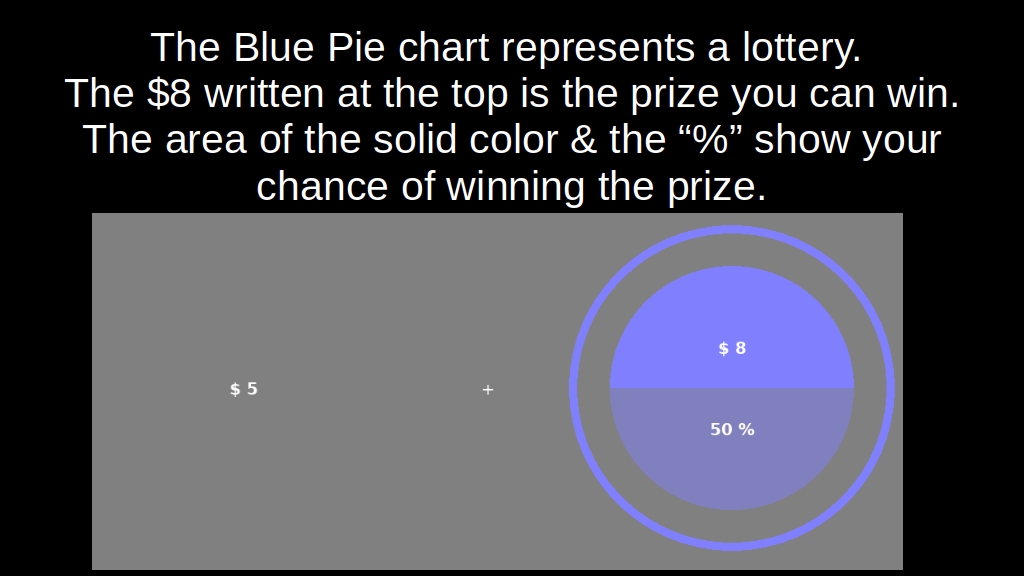 The Blue Pie chart represents a lottery.
The $8 written at the top is the prize you can win.
The area of the solid color & the “%” show your
chance of winning the prize.
$ 8
$ 5
+
50 %